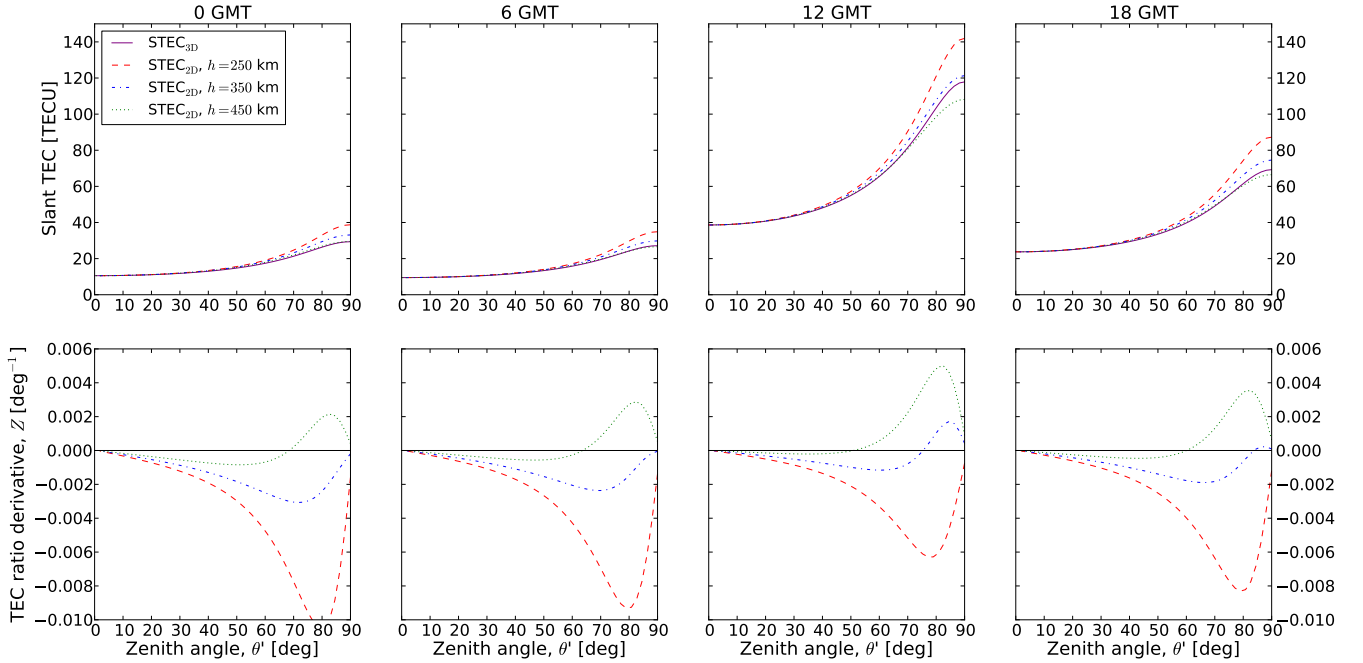 0 GMT 6 GMT 12 GMT 18 GMT
STEC3D
STEC2D, h=250 km
STEC2D, h=350 km
STEC2D, h=450 km
Slant TEC [TECU]
140 120 100 80 60 40 20 0
140 120 100 80 60 40 20 0
0 10 20 30 40 50 60 70 80 90
0 10 20 30 40 50 60 70 80 90
0 10 20 30 40 50 60 70 80 90
0 10 20 30 40 50 60 70 80 90
TEC ratio derivative, Z [deg⁻¹]
0.006 0.004 0.002 0.000 −0.002 −0.004 −0.006 −0.008 −0.010
0.006 0.004 0.002 0.000 −0.002 −0.004 −0.006 −0.008 −0.010
0 10 20 30 40 50 60 70 80 90
0 10 20 30 40 50 60 70 80 90
0 10 20 30 40 50 60 70 80 90
0 10 20 30 40 50 60 70 80 90
Zenith angle, θ' [deg]
Zenith angle, θ' [deg]
Zenith angle, θ' [deg]
Zenith angle, θ' [deg]